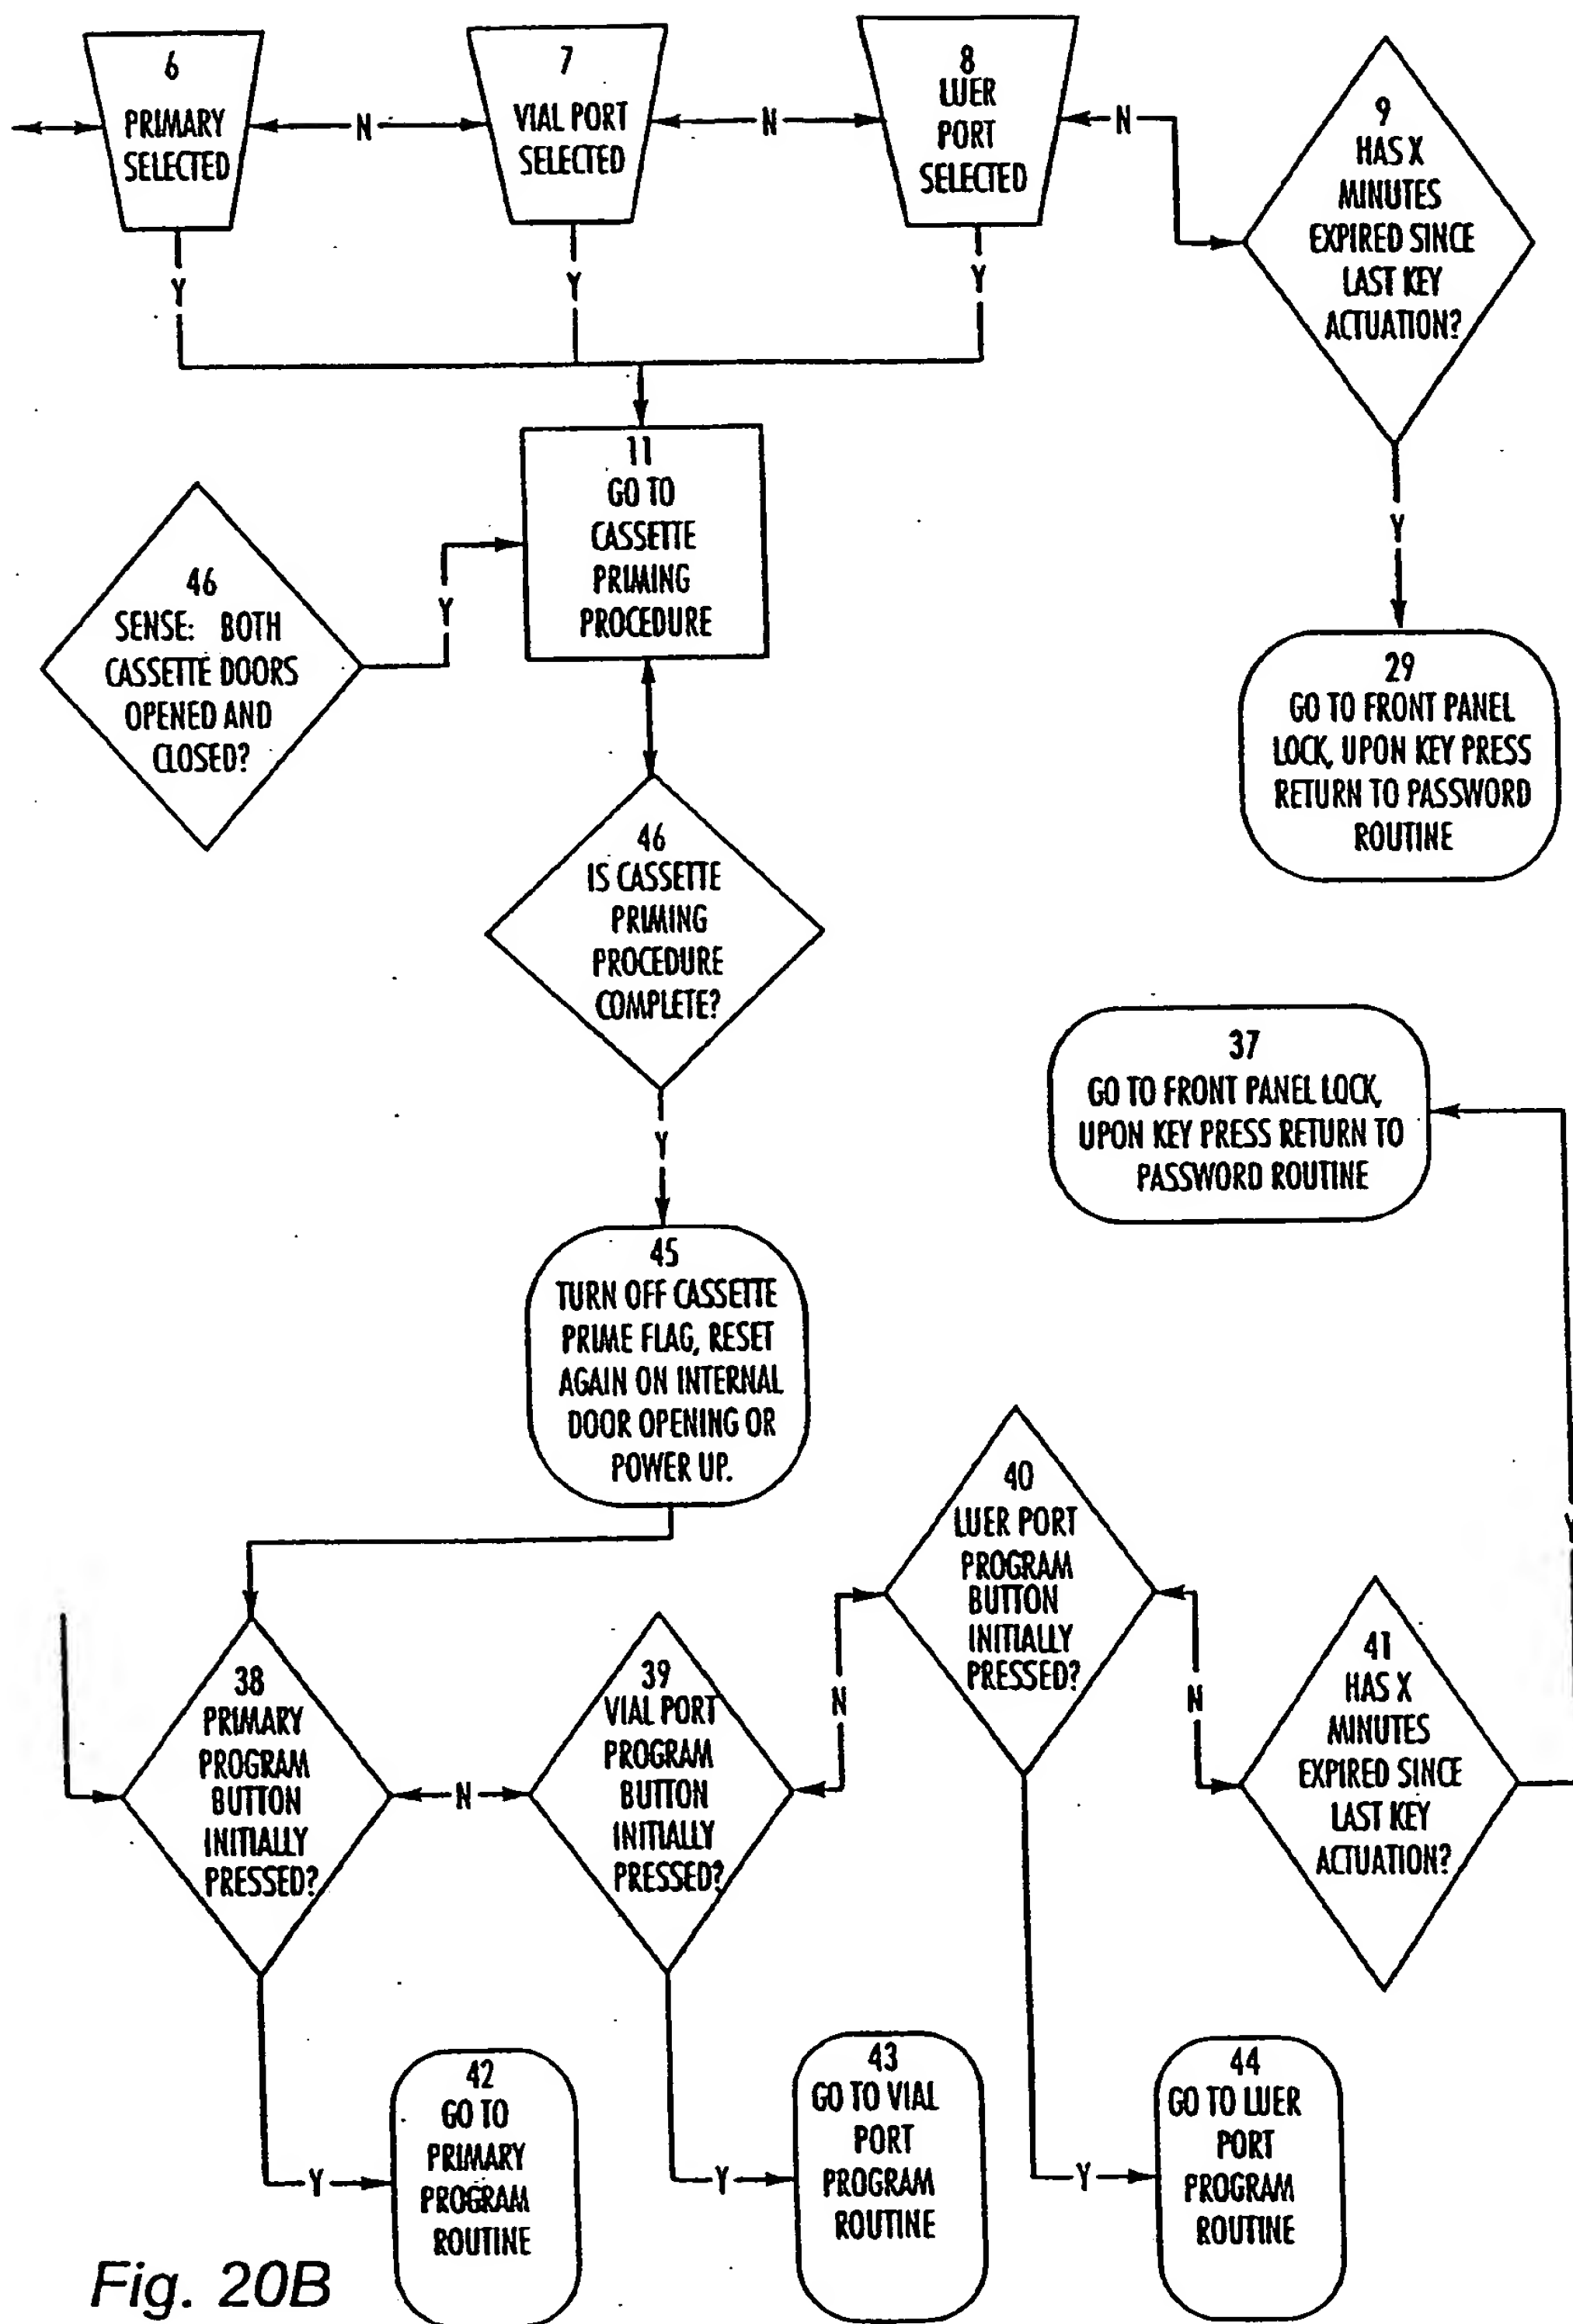 6
PRIMARY
SELECTED
N
7
VIAL PORT
SELECTED
N
8
LUER
PORT
SELECTED
N
9
HAS X
MINUTES
EXPIRED SINCE
LAST KEY
ACTUATION?
Y
Y
Y
Y
11
GO TO
CASSETTE
PRIMING
PROCEDURE
46
SENSE: BOTH
CASSETTE DOORS
OPENED AND
CLOSED?
Y
29
GO TO FRONT PANEL
LOCK, UPON KEY PRESS
RETURN TO PASSWORD
ROUTINE
46
IS CASSETTE
PRIMING
PROCEDURE
COMPLETE?
Y
37
GO TO FRONT PANEL LOCK,
UPON KEY PRESS RETURN TO
PASSWORD ROUTINE
45
TURN OFF CASSETTE
PRIME FLAG, RESET
AGAIN ON INTERNAL
DOOR OPENING OR
POWER UP.
38
PRIMARY
PROGRAM
BUTTON
INITIALLY
PRESSED?
N
39
VIAL PORT
PROGRAM
BUTTON
INITIALLY
PRESSED?
N
40
LUER PORT
PROGRAM
BUTTON
INITIALLY
PRESSED?
N
41
HAS X
MINUTES
EXPIRED SINCE
LAST KEY
ACTUATION?
Y
Y
42
GO TO
PRIMARY
PROGRAM
ROUTINE
Y
43
GO TO VIAL
PORT
PROGRAM
ROUTINE
Y
44
GO TO LUER
PORT
PROGRAM
ROUTINE
Fig. 20B